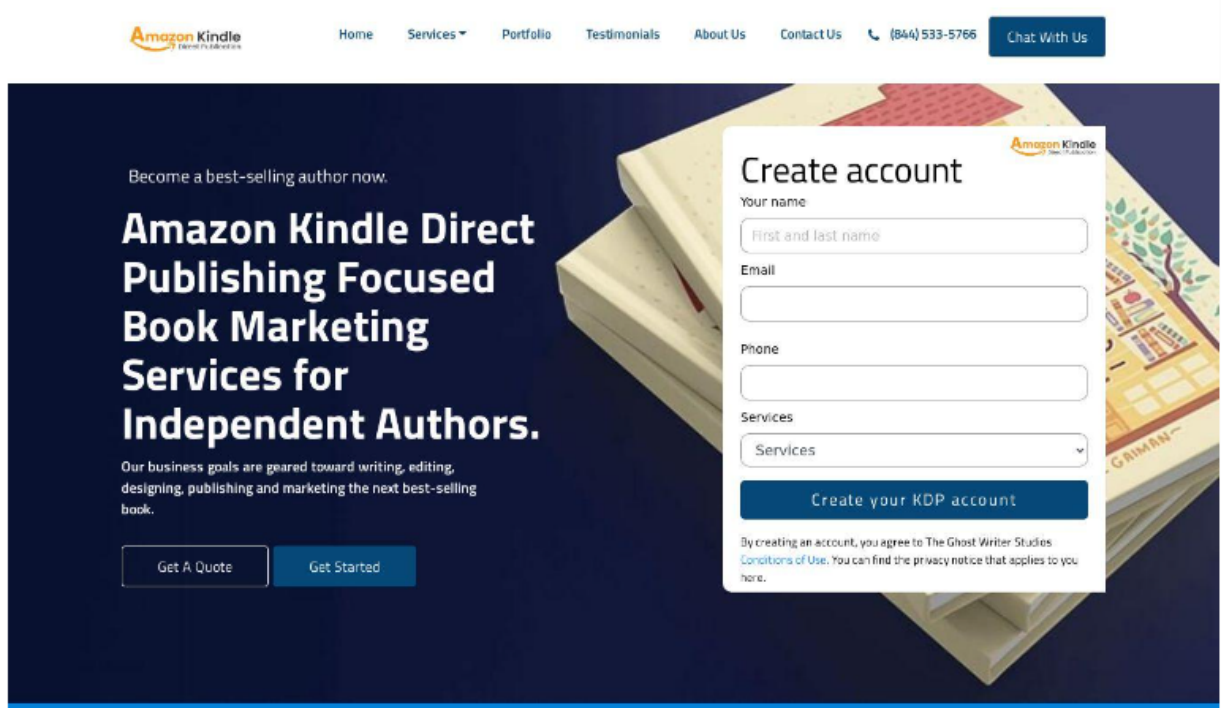 Amazon Kindle
Direct Publication
Home
Services
Portfolio
Testimonials
About Us
Contact Us
(844) 533-5766
Chat With Us
Become a best-selling author now.
Amazon Kindle Direct
Publishing Focused
Book Marketing
Services for
Independent Authors.
Our business goals are geared toward writing, editing,
designing, publishing and marketing the next best-selling
book.
Get A Quote
Get Started
Amazon Kindle
Direct Publication
Create account
Your name
First and last name
Email
Phone
Services
Services
Create your KDP account
By creating an account, you agree to The Ghost Writer Studios
Conditions of Use. You can find the privacy notice that applies to you
here.
GAIMAN